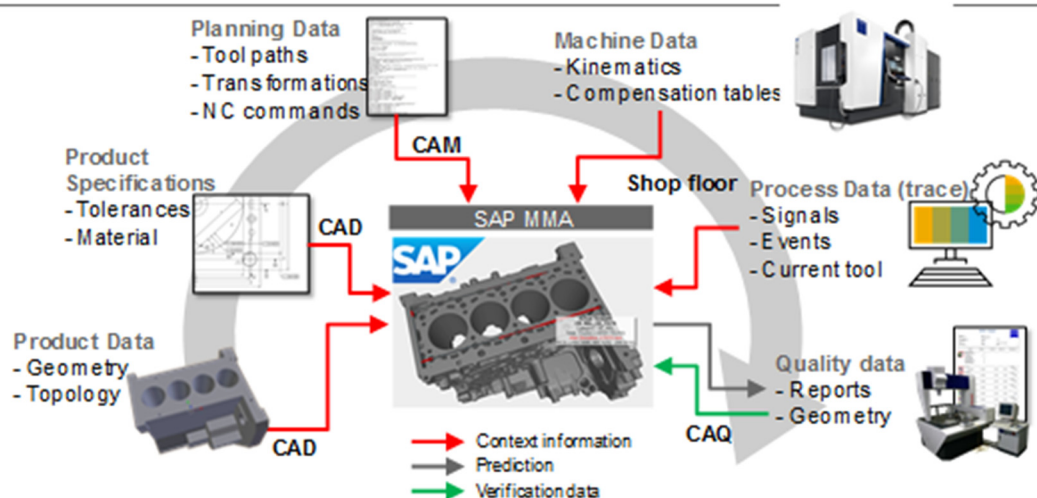 Planning Data
- Tool paths
- Transformations
- NC commands
Machine Data
- Kinematics
- Compensation tables
CAM
Product
Specifications
- Tolerances
- Material
CAD
Shop floor
Process Data (trace)
- Signals
- Events
- Current tool
SAP MMA
SAP
Product Data
- Geometry
- Topology
CAD
Quality data
- Reports
- Geometry
CAQ
Context information
Prediction
Verification data